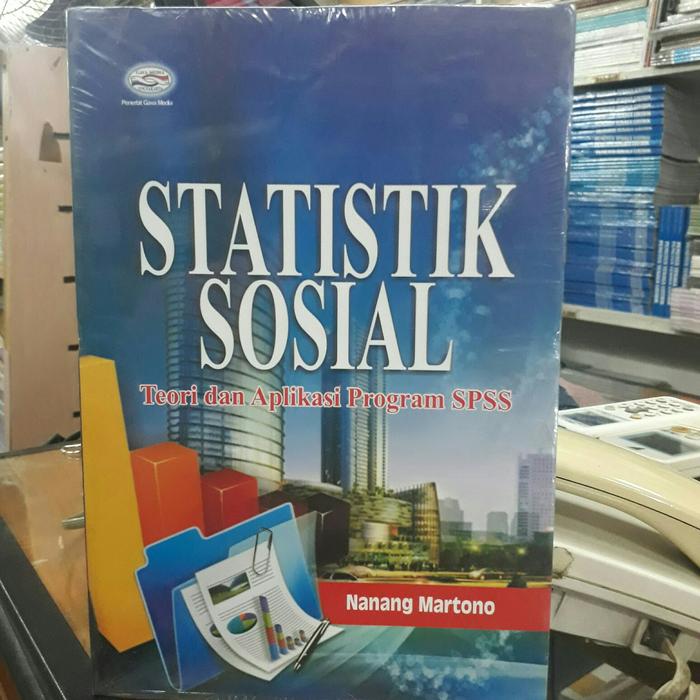 Penerbit Gava Media
STATISTIK
SOSIAL
Teori dan Aplikasi Program SPSS
Nanang Martono